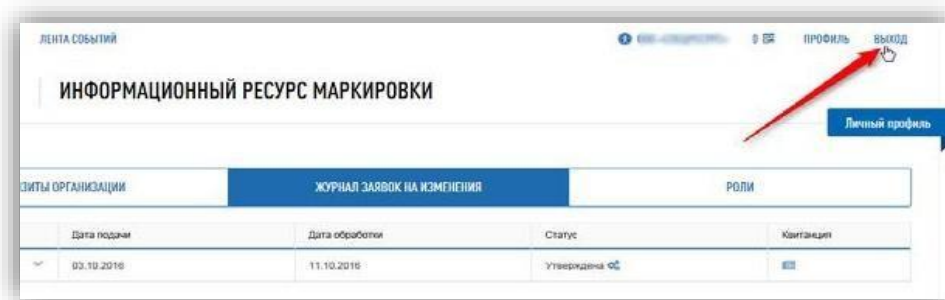 ЛЕНТА СОБЫТИЙ 0 ПРОФИЛЬ ВЫХОД
ИНФОРМАЦИОННЫЙ РЕСУРС МАРКИРОВКИ
Личный профиль
ЗИТЫ ОРГАНИЗАЦИИ ЖУРНАЛ ЗАЯВОК НА ИЗМЕНЕНИЯ РОЛИ
Дата подачи Дата обработки Статус Квитанция
03.10.2016 11.10.2016 Утверждена